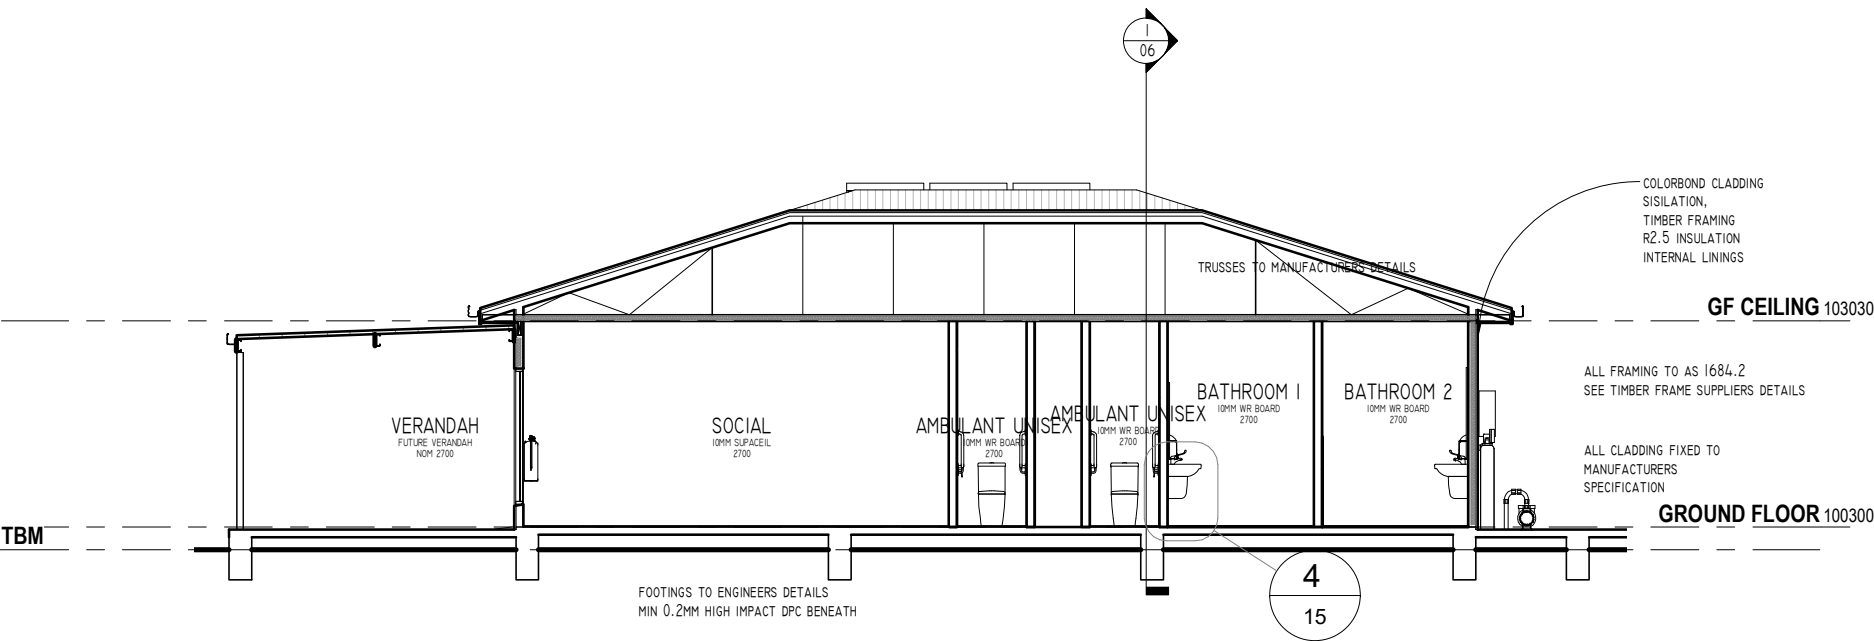 1
06
COLORBOND CLADDING
SISILATION,
TIMBER FRAMING
R2.5 INSULATION
INTERNAL LININGS
TRUSSES TO MANUFACTURERS DETAILS
GF CEILING 103030
ALL FRAMING TO AS 1684.2
SEE TIMBER FRAME SUPPLIERS DETAILS
VERANDAH
FUTURE VERANDAH
NOM 2700
SOCIAL
10MM SUPACEIL
2700
AMBULANT UNISEX
10MM WR BOARD
2700
AMBULANT UNISEX
10MM WR BOARD
2700
BATHROOM 1
10MM WR BOARD
2700
BATHROOM 2
10MM WR BOARD
2700
ALL CLADDING FIXED TO
MANUFACTURERS
SPECIFICATION
GROUND FLOOR 100300
TBM
FOOTINGS TO ENGINEERS DETAILS
MIN 0.2MM HIGH IMPACT DPC BENEATH
4
15